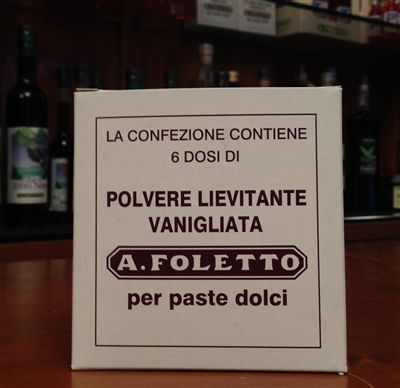 LA CONFEZIONE CONTIENE
6 DOSI DI
POLVERE LIEVITANTE
VANIGLIATA
A. FOLETTO
per paste dolci